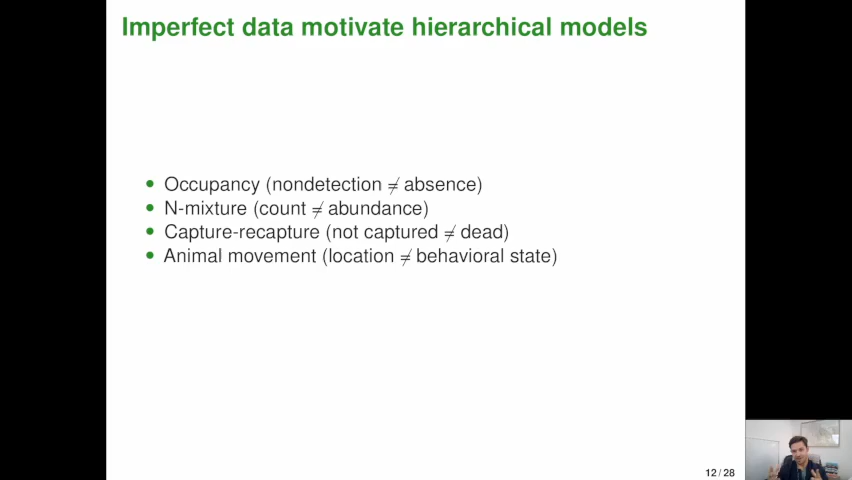 Imperfect data motivate hierarchical models
• Occupancy (nondetection ≠ absence)
• N-mixture (count ≠ abundance)
• Capture-recapture (not captured ≠ dead)
• Animal movement (location ≠ behavioral state)
12 / 28